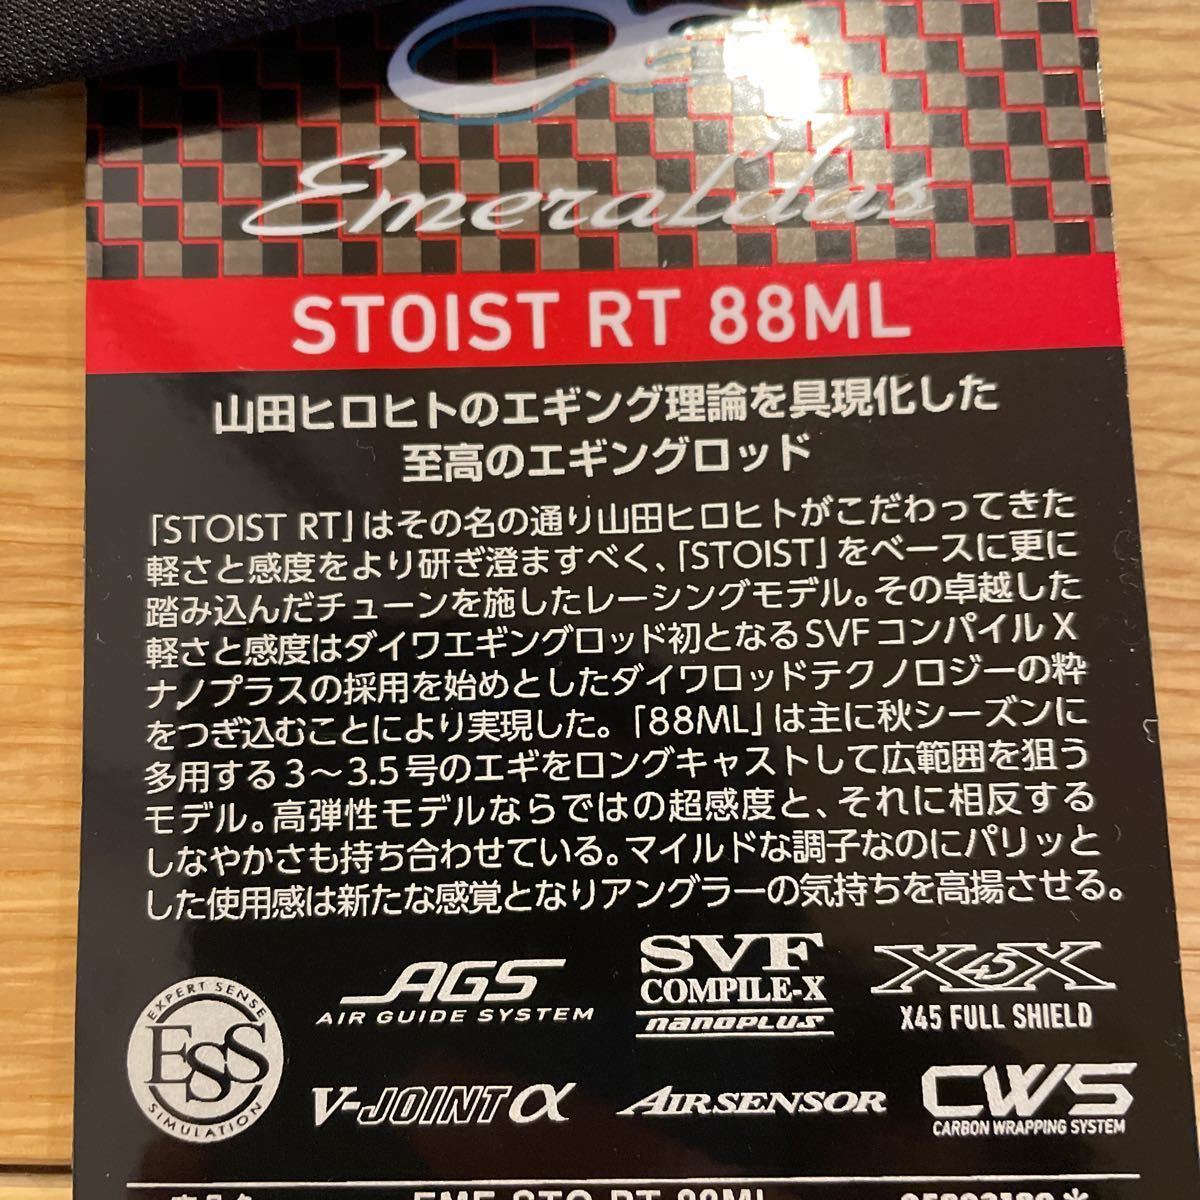 Emeraldas
STOIST RT 88ML
山田ヒロヒトのエギング理論を具現化した
至高のエギングロッド
「STOIST RT」はその名の通り山田ヒロヒトがこだわってきた
軽さと感度をより研ぎ澄ますべく、「STOIST」をベースに更に
踏み込んだチューンを施したレーシングモデル。その卓越した
軽さと感度はダイワエギングロッド初となるSVFコンパイルX
ナノプラスの採用を始めとしたダイワロッドテクノロジーの粋
をつぎ込むことにより実現した。「88ML」は主に秋シーズンに
多用する3〜3.5号のエギをロングキャストして広範囲を狙う
モデル。高弾性モデルならではの超感度と、それに相反する
しなやかさも持ち合わせている。マイルドな調子なのにパリッと
した使用感は新たな感覚となりアングラーの気持ちを高揚させる。
EXPERT SENSE
ESS
SIMULATION
AGS
AIR GUIDE SYSTEM
SVF
COMPILE-X
nanoplus
X45X
X45 FULL SHIELD
V-JOINT α
AIRSENSOR
CWS
CARBON WRAPPING SYSTEM
EME STO RT 88ML